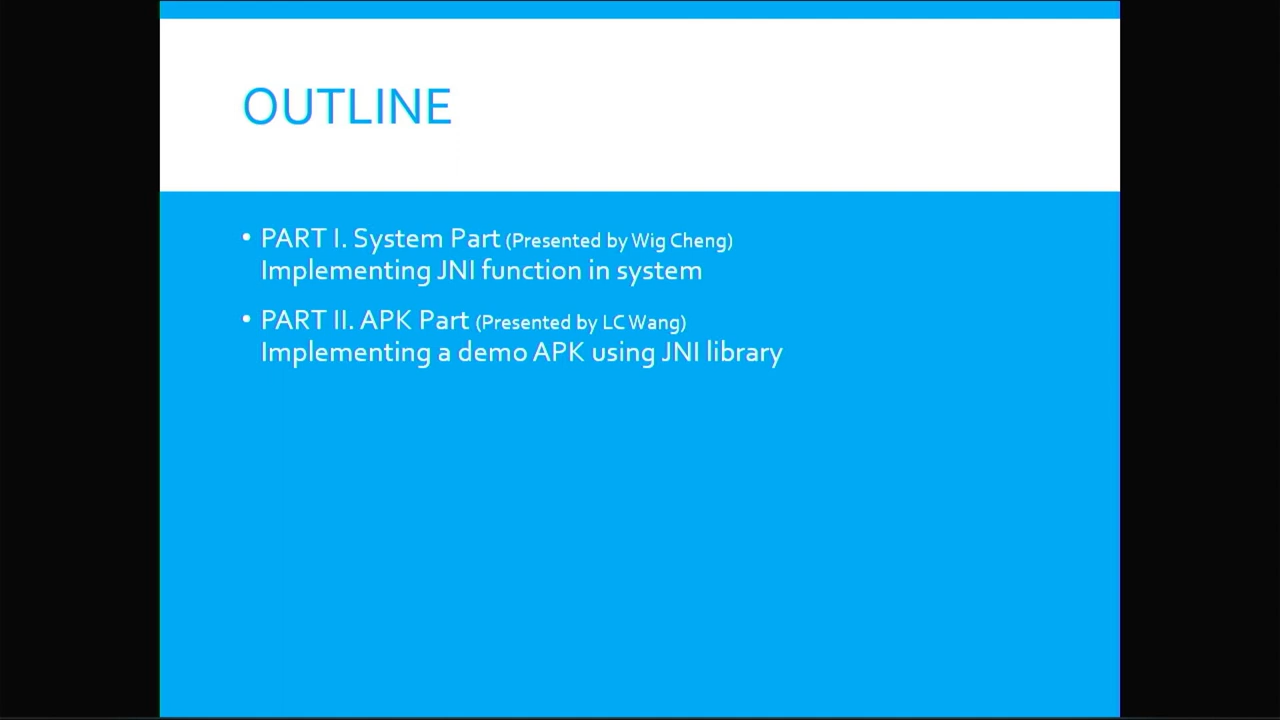 OUTLINE
• PART I. System Part (Presented by Wig Cheng)
Implementing JNI function in system
• PART II. APK Part (Presented by LC Wang)
Implementing a demo APK using JNI library